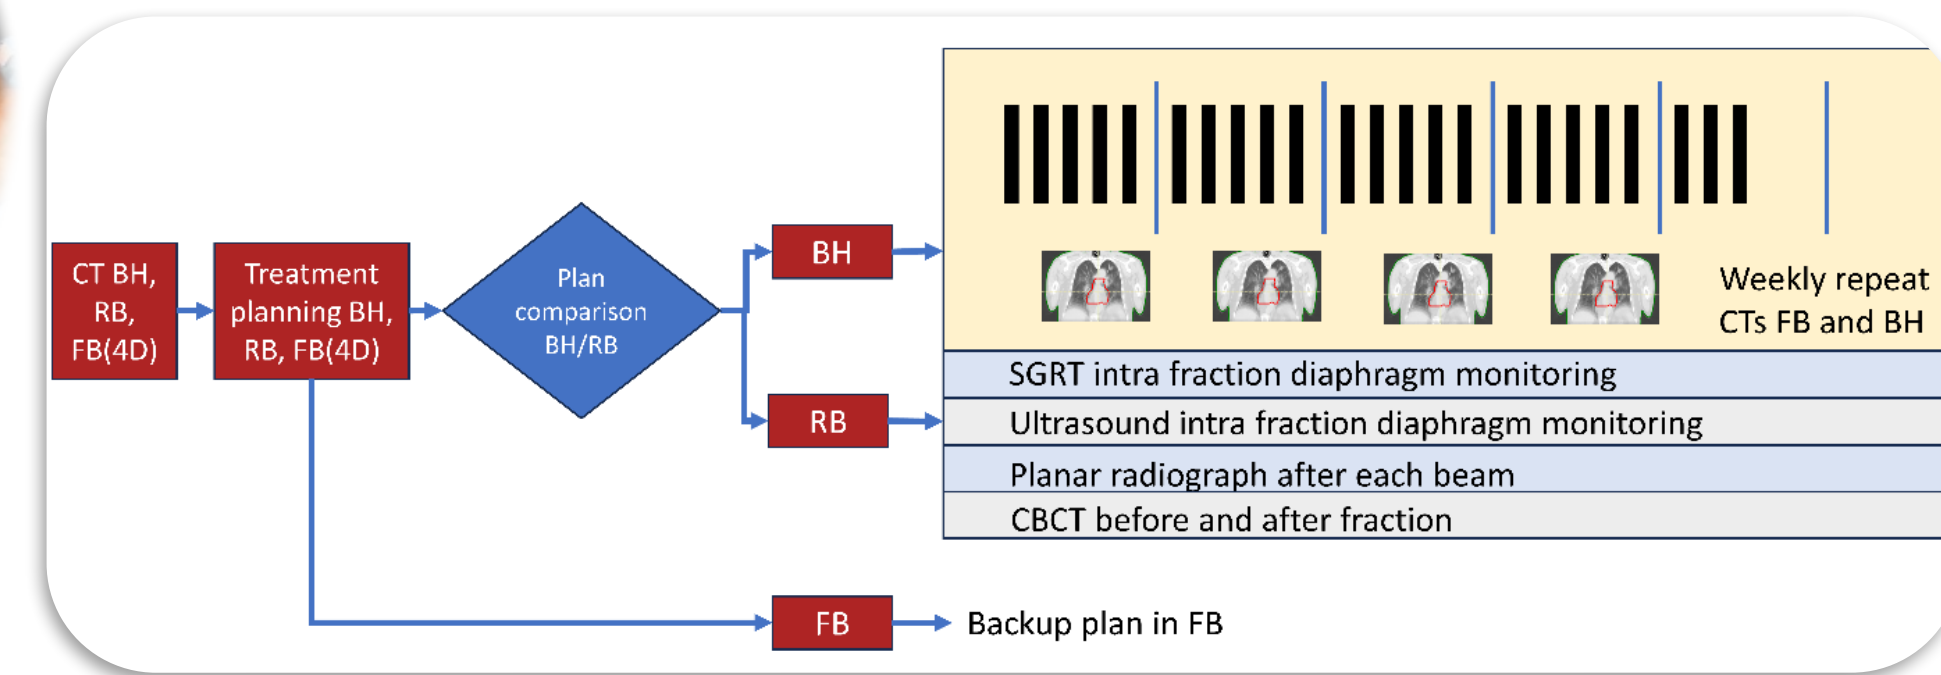 CT BH,
RB,
FB(4D)
Treatment
planning BH,
RB, FB(4D)
Plan
comparison
BH/RB
BH
RB
FB
Weekly repeat
CTs FB and BH
SGRT intra fraction diaphragm monitoring
Ultrasound intra fraction diaphragm monitoring
Planar radiograph after each beam
CBCT before and after fraction
Backup plan in FB